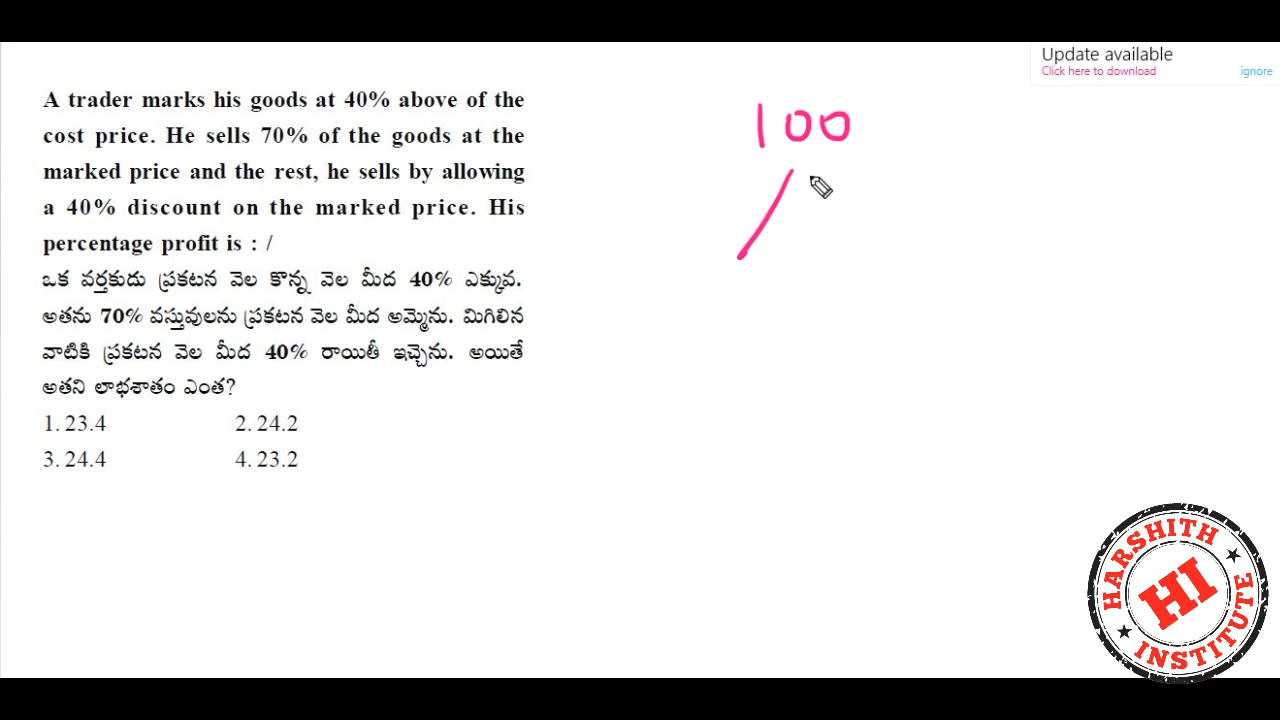 Update available
Click here to download ignore
A trader marks his goods at 40% above of the
cost price. He sells 70% of the goods at the
marked price and the rest, he sells by allowing
a 40% discount on the marked price. His
percentage profit is : /
ఒక వర్తకుడు ప్రకటన వెల కొన్న వెల మీద 40% ఎక్కువ.
అతను 70% వస్తువులను ప్రకటన వెల మీద అమ్మెను. మిగిలిన
వాటికి ప్రకటన వెల మీద 40% రాయితీ ఇచ్చెను. అయితే
అతని లాభశాతం ఎంత?
1. 23.4 2. 24.2
3. 24.4 4. 23.2
100
HARSHITH
HI
INSTITUTE